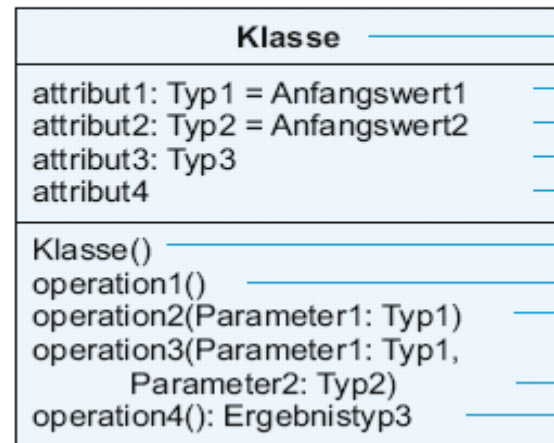 Klasse
attribut1: Typ1 = Anfangswert1
attribut2: Typ2 = Anfangswert2
attribut3: Typ3
attribut4
Klasse()
operation1()
operation2(Parameter1: Typ1)
operation3(Parameter1: Typ1,
Parameter2: Typ2)
operation4(): Ergebnistyp3